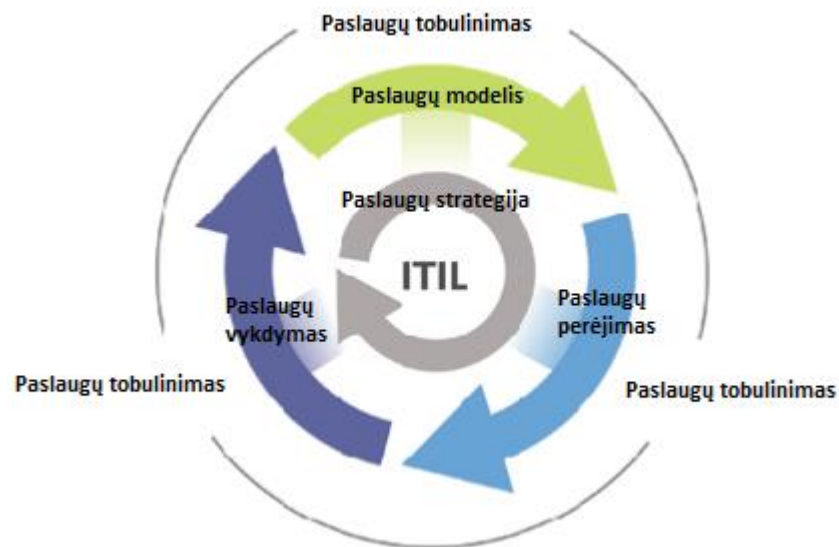 Paslaugų tobulinimas
Paslaugų modelis
Paslaugų strategija
ITIL
Paslaugų
vykdymas
Paslaugų
perėjimas
Paslaugų tobulinimas
Paslaugų tobulinimas